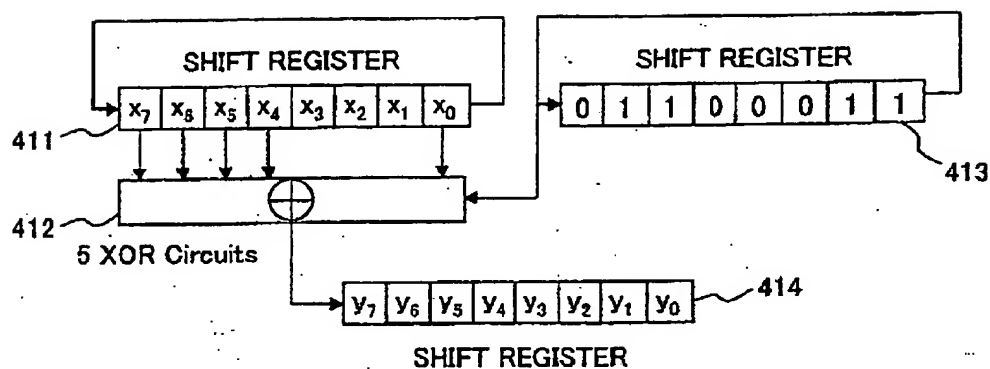 SHIFT REGISTER
SHIFT REGISTER
x7 x6 x5 x4 x3 x2 x1 x0
0 1 1 0 0 0 1 1
411
413
412
5 XOR Circuits
y7 y6 y5 y4 y3 y2 y1 y0
414
SHIFT REGISTER